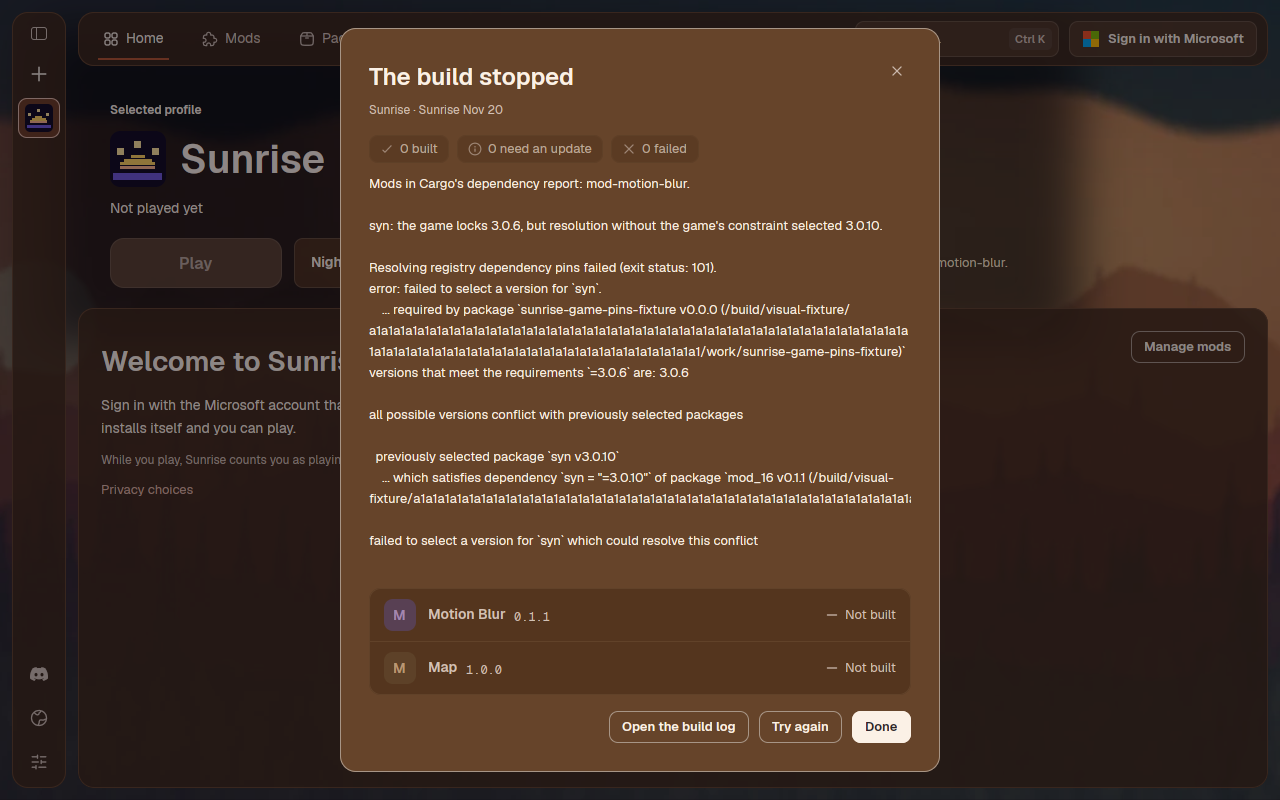 Home
Mods
Ctrl K
Sign in with Microsoft
Selected profile
Sunrise
Not played yet
Play
Manage mods
Privacy choices
The build stopped
Sunrise · Sunrise Nov 20
0 built
0 need an update
0 failed
Mods in Cargo's dependency report: mod-motion-blur.
syn: the game locks 3.0.6, but resolution without the game's constraint selected 3.0.10.
Resolving registry dependency pins failed (exit status: 101).
error: failed to select a version for `syn`.
... required by package `sunrise-game-pins-fixture v0.0.0 (/build/visual-fixture/
/work/sunrise-game-pins-fixture)`
versions that meet the requirements `=3.0.6` are: 3.0.6
all possible versions conflict with previously selected packages
previously selected package `syn v3.0.10`
... which satisfies dependency `syn = "=3.0.10"` of package `mod_16 v0.1.1 (/build/visual-
fixture/
failed to select a version for `syn` which could resolve this conflict
M
Motion Blur 0.1.1
Not built
M
Map 1.0.0
Not built
Open the build log
Try again
Done
Welcome to
Sign in with the Microsoft account
installs itself and you can play.
While you play, Sunrise counts you as